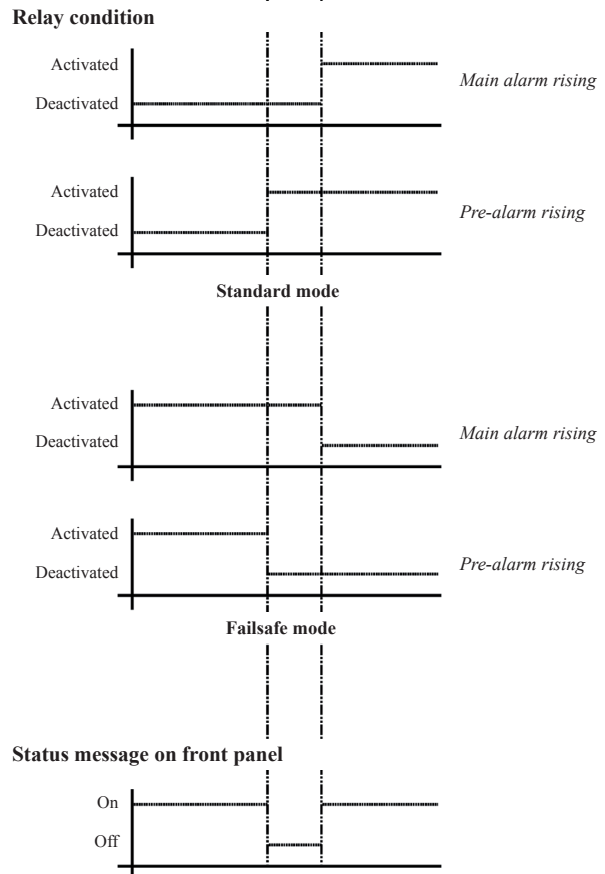 Relay condition
Activated
Main alarm rising
Deactivated
Activated
Pre-alarm rising
Deactivated
Standard mode
Activated
Main alarm rising
Deactivated
Activated
Pre-alarm rising
Deactivated
Failsafe mode
Status message on front panel
On
Off